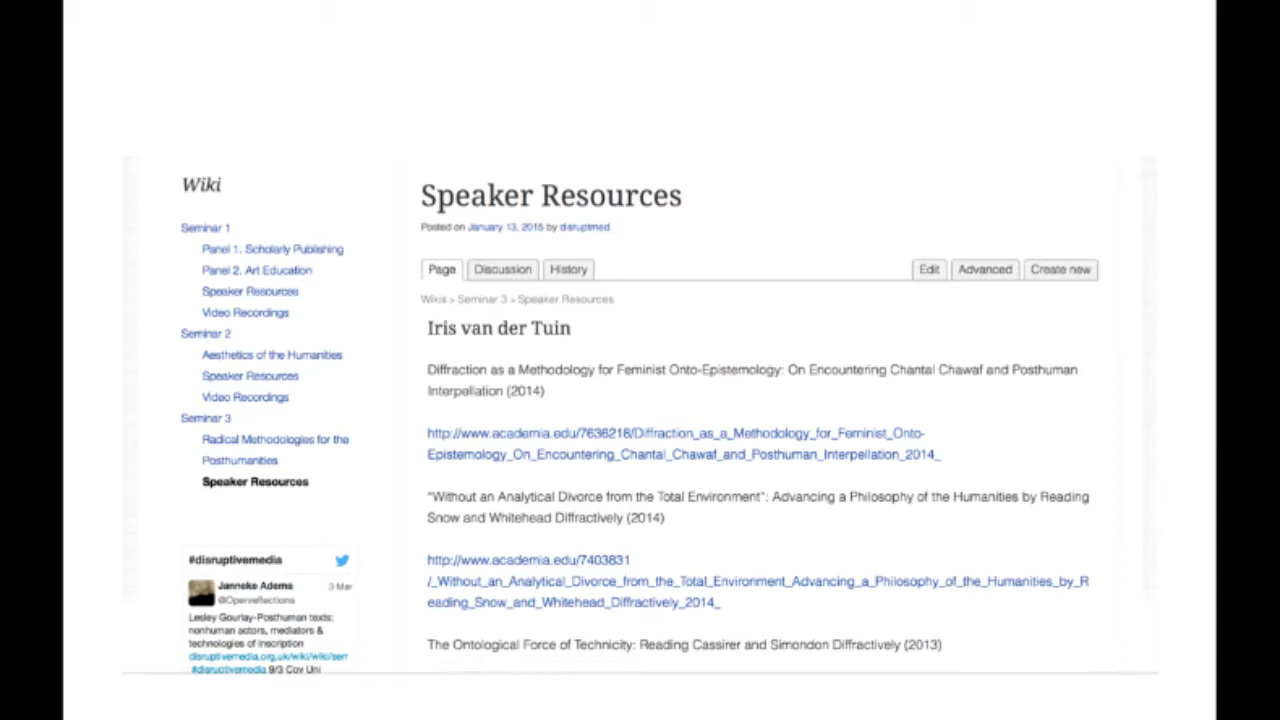 Wiki
Seminar 1
Panel 1. Scholarly Publishing
Panel 2. Art Education
Speaker Resources
Video Recordings
Seminar 2
Aesthetics of the Humanities
Speaker Resources
Video Recordings
Seminar 3
Radical Methodologies for the
Posthumanities
Speaker Resources
#disruptivemedia
Janneke Adema
3 Mar
@Openreflections
Lesley Gourlay-Posthuman texts:
nonhuman actors, mediators &
technologies of inscription
disruptivemedia.org.uk/wiki/wiki/sem
#disruptivemedia 9/3 Cov Uni
Speaker Resources
Posted on January 13, 2015 by disruptmed
Page Discussion History Edit Advanced Create new
Wikis > Seminar 3 > Speaker Resources
Iris van der Tuin
Diffraction as a Methodology for Feminist Onto-Epistemology: On Encountering Chantal Chawaf and Posthuman
Interpellation (2014)
http://www.academia.edu/7636218/Diffraction_as_a_Methodology_for_Feminist_Onto-
Epistemology_On_Encountering_Chantal_Chawaf_and_Posthuman_Interpellation_2014_
"Without an Analytical Divorce from the Total Environment": Advancing a Philosophy of the Humanities by Reading
Snow and Whitehead Diffractively (2014)
http://www.academia.edu/7403831
/_Without_an_Analytical_Divorce_from_the_Total_Environment_Advancing_a_Philosophy_of_the_Humanities_by_R
eading_Snow_and_Whitehead_Diffractively_2014_
The Ontological Force of Technicity: Reading Cassirer and Simondon Diffractively (2013)